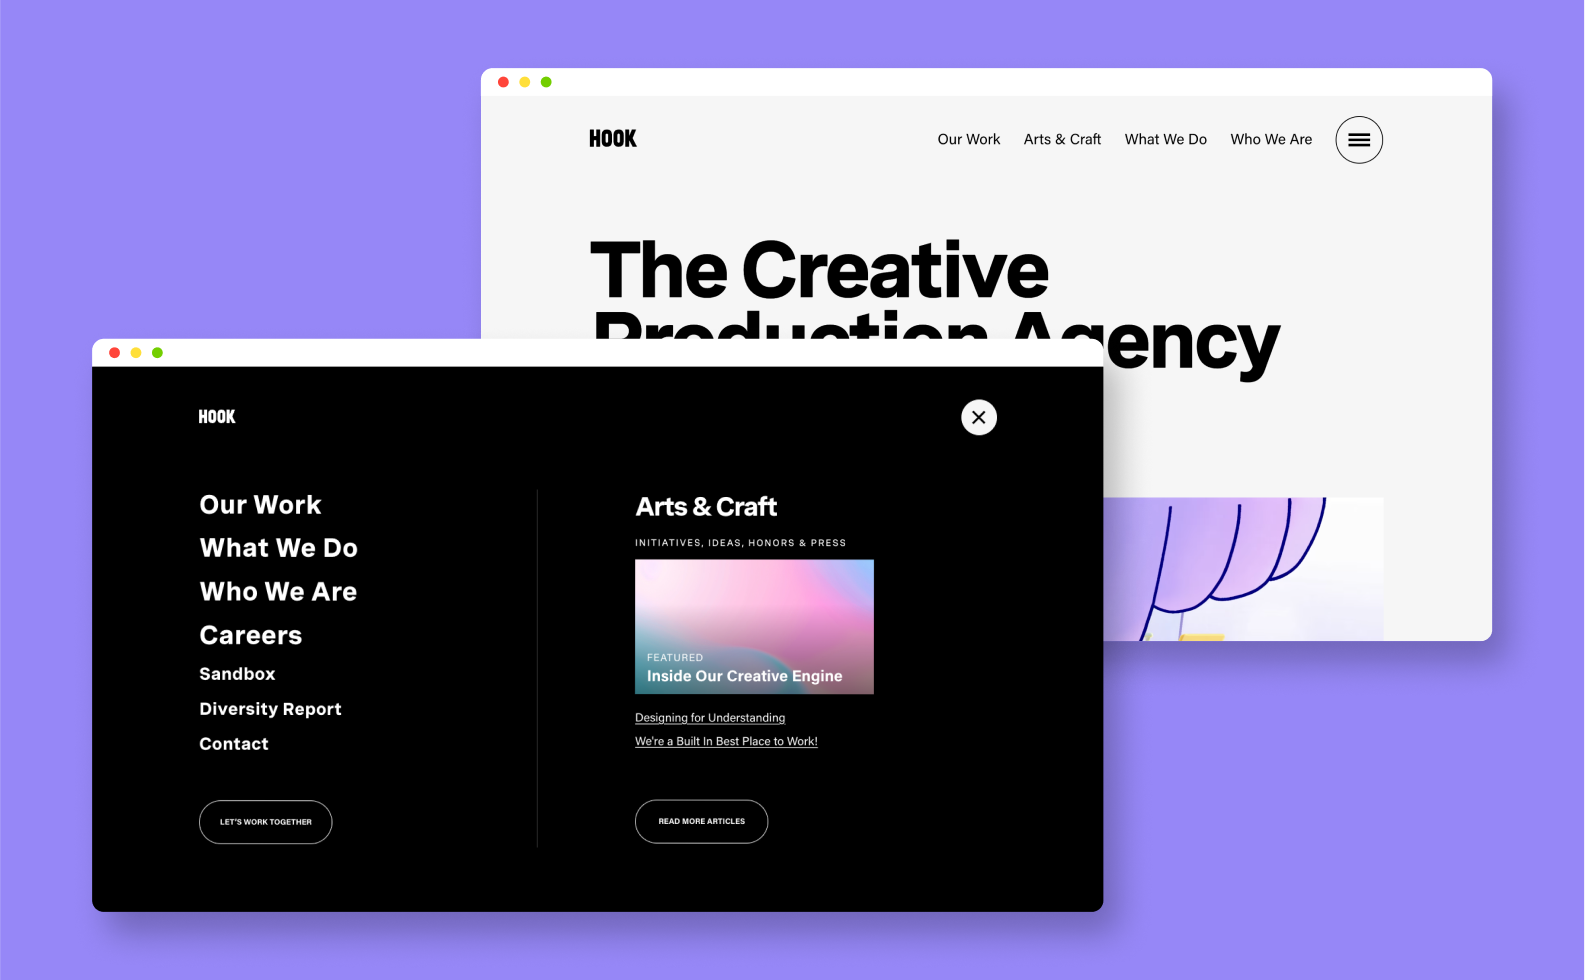 HOOK
Our Work
Arts & Craft
What We Do
Who We Are
The Creative
Production Agency
HOOK
Our Work
What We Do
Who We Are
Careers
Sandbox
Diversity Report
Contact
LET'S WORK TOGETHER
Arts & Craft
INITIATIVES, IDEAS, HONORS & PRESS
FEATURED
Inside Our Creative Engine
Designing for Understanding
We're a Built In Best Place to Work!
READ MORE ARTICLES